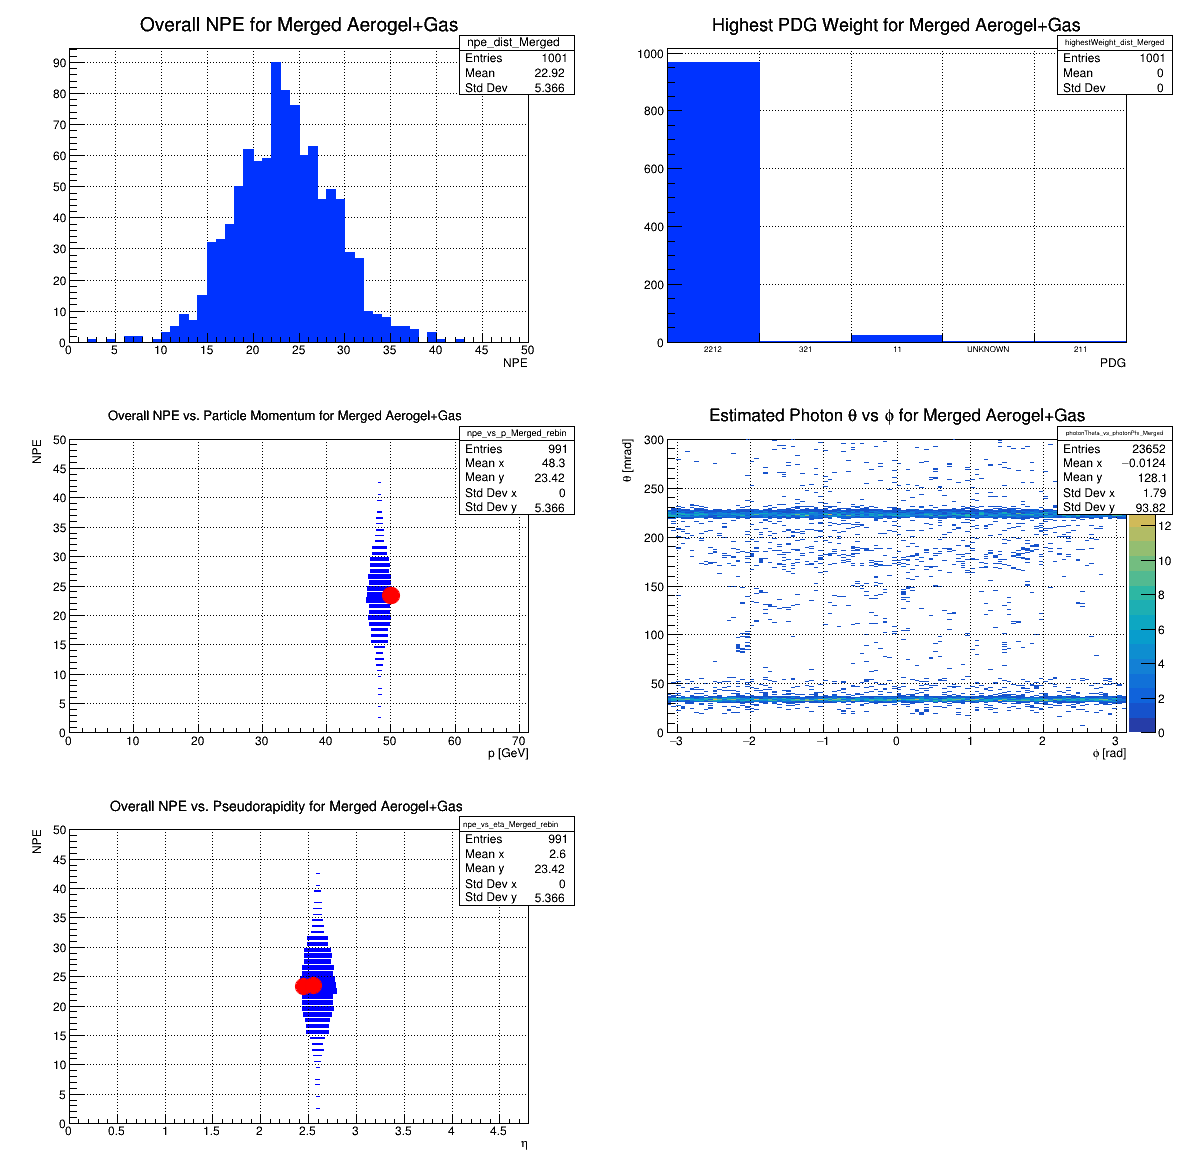 Overall NPE for Merged Aerogel+Gas
npe_dist_Merged
Entries 1001
Mean 22.92
Std Dev 5.366
90
80
70
60
50
40
30
20
10
0
0 5 10 15 20 25 30 35 40 45 50
NPE
Highest PDG Weight for Merged Aerogel+Gas
highestWeight_dist_Merged
Entries 1001
Mean 0
Std Dev 0
1000
800
600
400
200
0
2212 321 11 UNKNOWN 211
PDG
Overall NPE vs. Particle Momentum for Merged Aerogel+Gas
npe_vs_p_Merged_rebin
Entries 991
Mean x 48.3
Mean y 23.42
Std Dev x 0
Std Dev y 5.366
NPE
50
45
40
35
30
25
20
15
10
5
0
0 10 20 30 40 50 60 70
p [GeV]
Estimated Photon θ vs ϕ for Merged Aerogel+Gas
photonTheta_vs_photonPhi_Merged
Entries 23652
Mean x −0.0124
Mean y 128.1
Std Dev x 1.79
Std Dev y 93.82
θ [mrad]
300
250
200
150
100
50
0
−3 −2 −1 0 1 2 3
ϕ [rad]
12
10
8
6
4
2
0
Overall NPE vs. Pseudorapidity for Merged Aerogel+Gas
npe_vs_eta_Merged_rebin
Entries 991
Mean x 2.6
Mean y 23.42
Std Dev x 0
Std Dev y 5.366
NPE
50
45
40
35
30
25
20
15
10
5
0
0 0.5 1 1.5 2 2.5 3 3.5 4 4.5
η